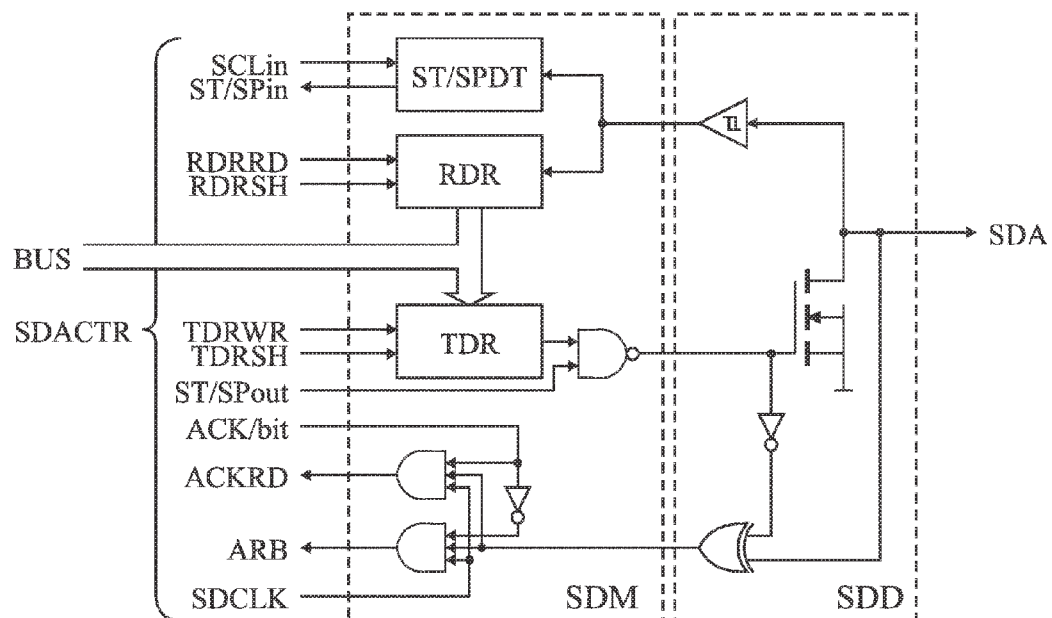 SCLin
ST/SPin
ST/SPDT
RDRRD
RDRSH
RDR
BUS
SDA
SDACTR
TDRWR
TDRSH
TDR
ST/SPout
ACK/bit
ACKRD
ARB
SDCLK
SDM
SDD